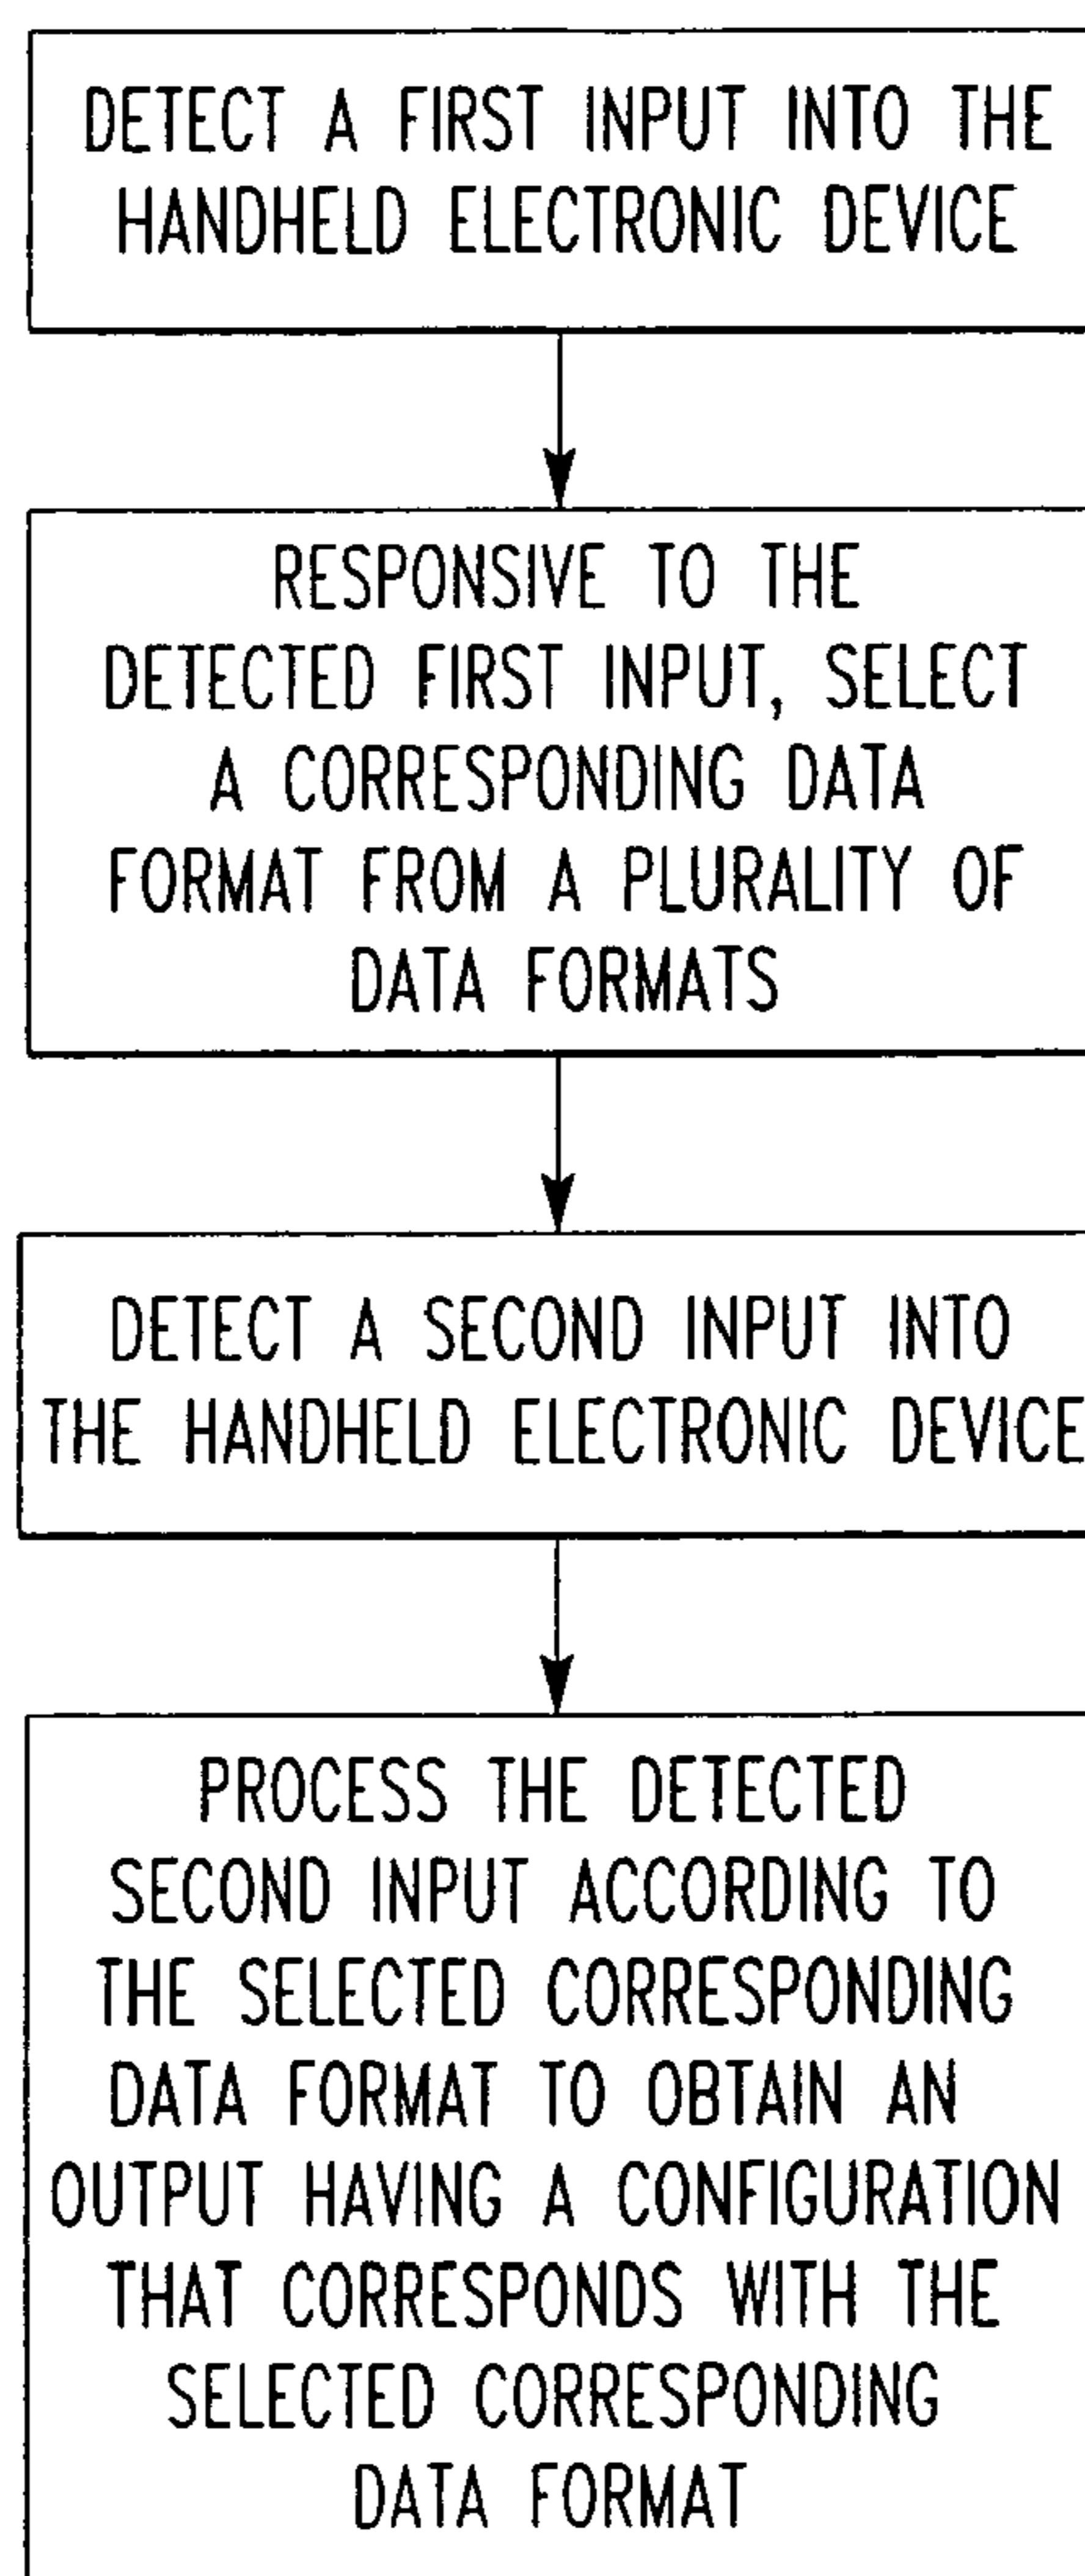 DETECT A FIRST INPUT INTO THE
HANDHELD ELECTRONIC DEVICE
RESPONSIVE TO THE
DETECTED FIRST INPUT, SELECT
A CORRESPONDING DATA
FORMAT FROM A PLURALITY OF
DATA FORMATS
DETECT A SECOND INPUT INTO
THE HANDHELD ELECTRONIC DEVICE
PROCESS THE DETECTED
SECOND INPUT ACCORDING TO
THE SELECTED CORRESPONDING
DATA FORMAT TO OBTAIN AN
OUTPUT HAVING A CONFIGURATION
THAT CORRESPONDS WITH THE
SELECTED CORRESPONDING
DATA FORMAT